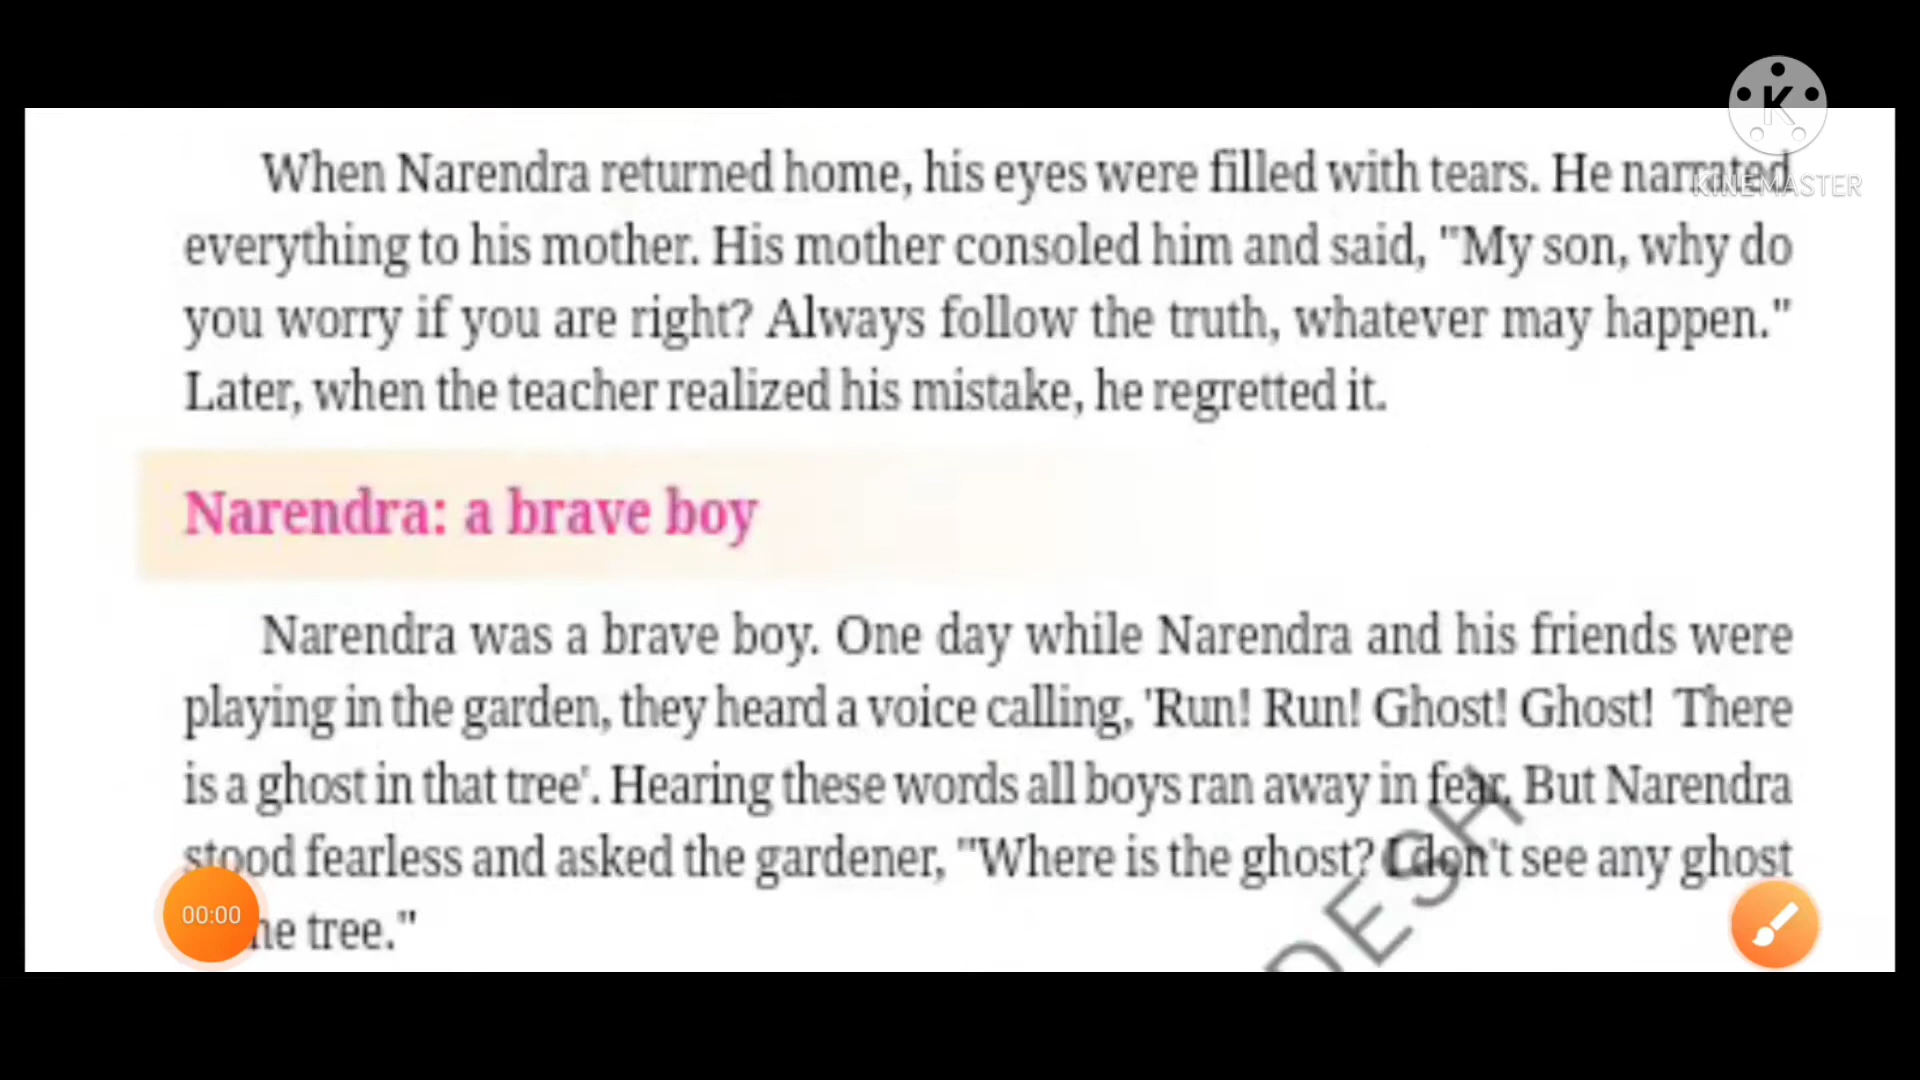 When Narendra returned home, his eyes were filled with tears. He narrated
everything to his mother. His mother consoled him and said, "My son, why do
you worry if you are right? Always follow the truth, whatever may happen."
Later, when the teacher realized his mistake, he regretted it.
Narendra: a brave boy
Narendra was a brave boy. One day while Narendra and his friends were
playing in the garden, they heard a voice calling, 'Run! Run! Ghost! Ghost! There
is a ghost in that tree'. Hearing these words all boys ran away in fear. But Narendra
stood fearless and asked the gardener, "Where is the ghost? I don't see any ghost
tree."
K
KINEMASTER
00:00
DESH